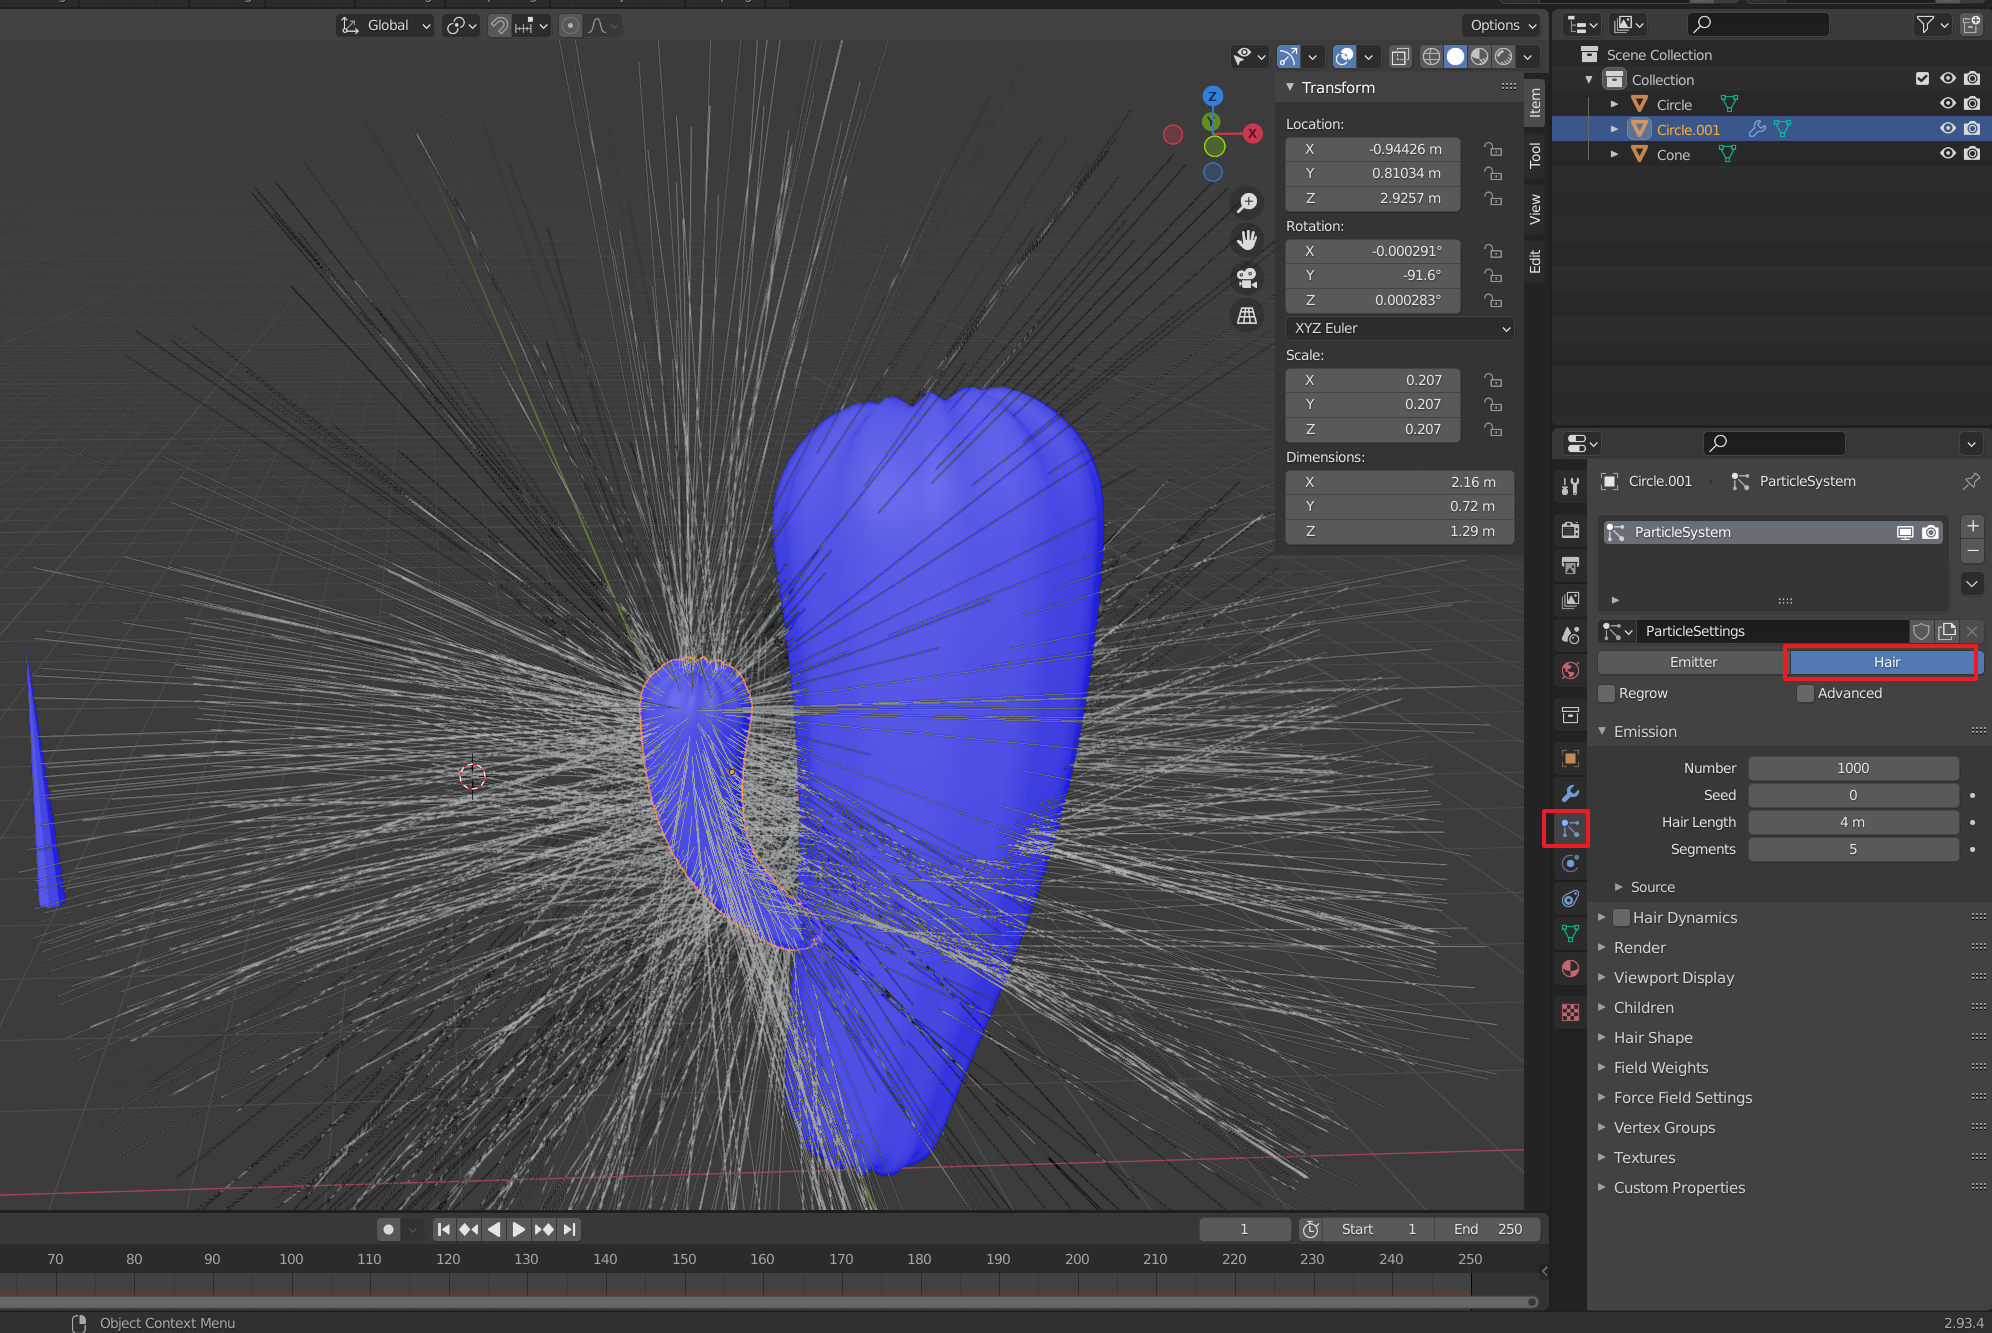 Global
Options
Z
Y
X
Transform
Location:
X -0.94426 m
Y 0.81034 m
Z 2.9257 m
Rotation:
X -0.000291°
Y -91.6°
Z 0.000283°
XYZ Euler
Scale:
X 0.207
Y 0.207
Z 0.207
Dimensions:
X 2.16 m
Y 0.72 m
Z 1.29 m
Item
Tool
View
Edit
Scene Collection
Collection
Circle
Circle.001
Cone
Circle.001 ParticleSystem
ParticleSystem
ParticleSettings
Emitter Hair
Regrow Advanced
Emission
Number 1000
Seed 0
Hair Length 4 m
Segments 5
Source
Hair Dynamics
Render
Viewport Display
Children
Hair Shape
Field Weights
Force Field Settings
Vertex Groups
Textures
Custom Properties
1 Start 1 End 250
70 80 90 100 110 120 130 140 150 160 170 180 190 200 210 220 230 240 250
Object Context Menu
2.93.4